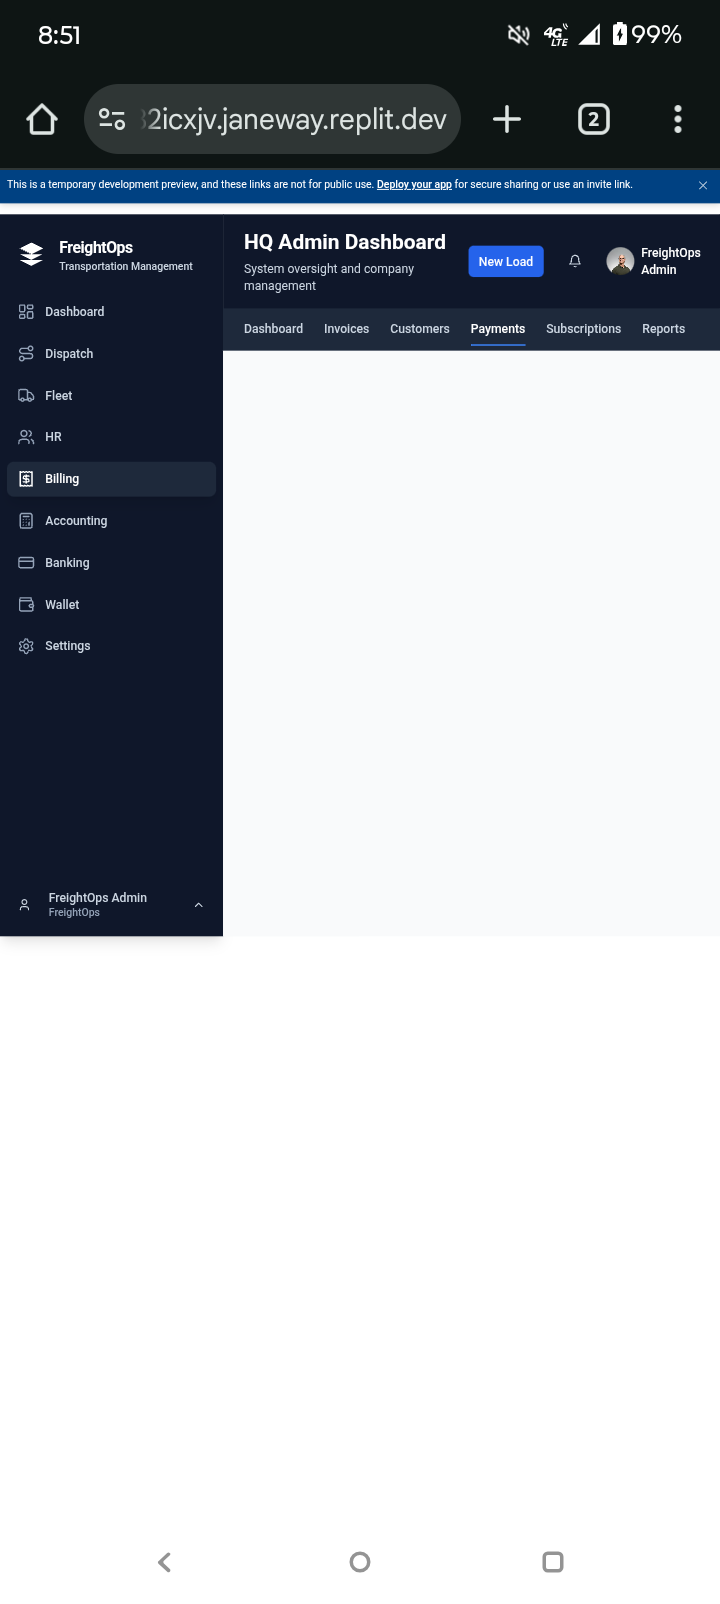 8:51
4G LTE
99%
2icxjv.janeway.replit.dev
2
This is a temporary development preview, and these links are not for public use. Deploy your app for secure sharing or use an invite link.
FreightOps
Transportation Management
HQ Admin Dashboard
System oversight and company
management
New Load
FreightOps
Admin
Dashboard
Invoices
Customers
Payments
Subscriptions
Reports
Dashboard
Dispatch
Fleet
HR
Billing
Accounting
Banking
Wallet
Settings
FreightOps Admin
FreightOps